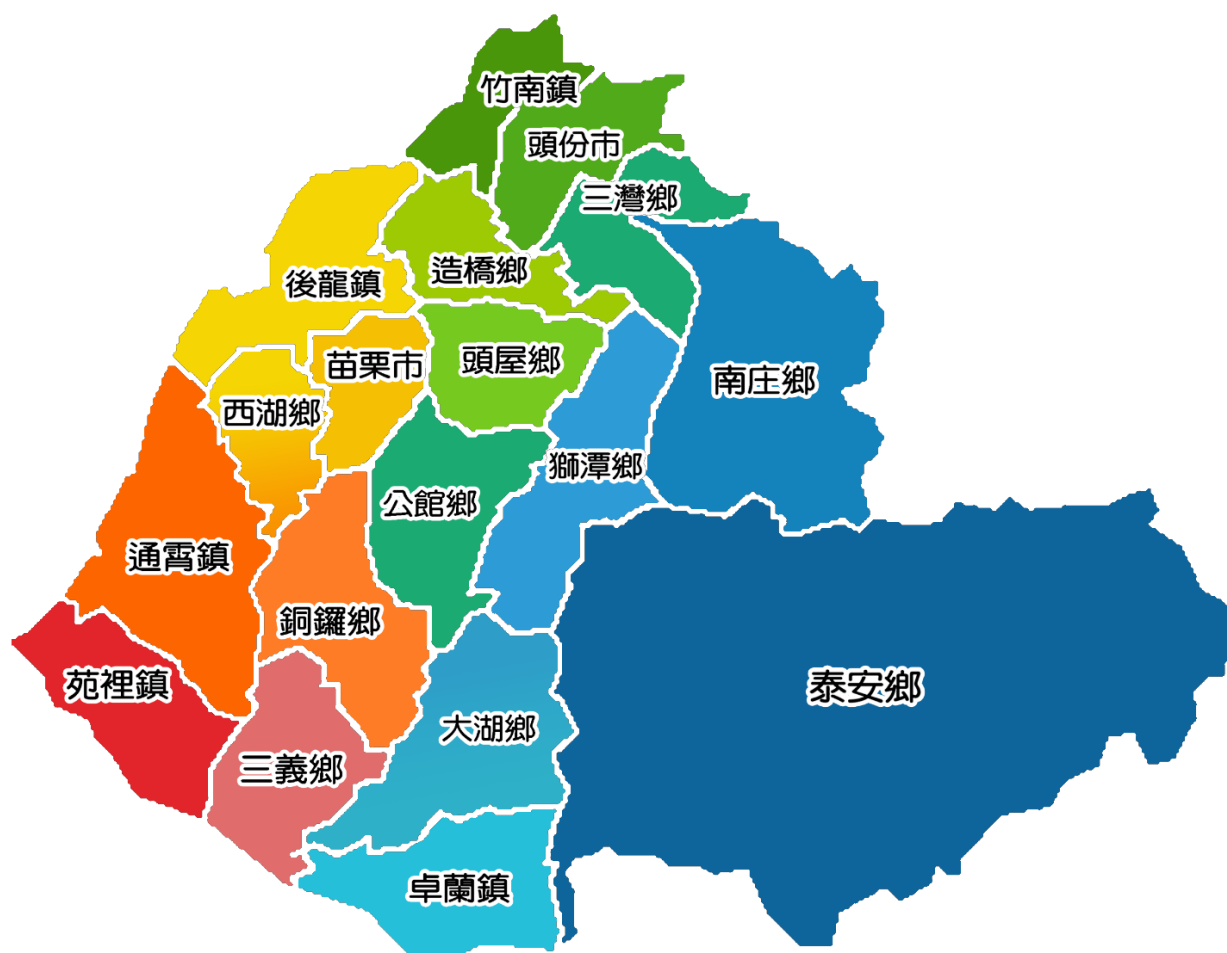 竹南鎮
頭份市
三灣鄉
造橋鄉
後龍鎮
苗栗市
頭屋鄉
南庄鄉
西湖鄉
獅潭鄉
公館鄉
通霄鎮
銅鑼鄉
苑裡鎮
泰安鄉
大湖鄉
三義鄉
卓蘭鎮